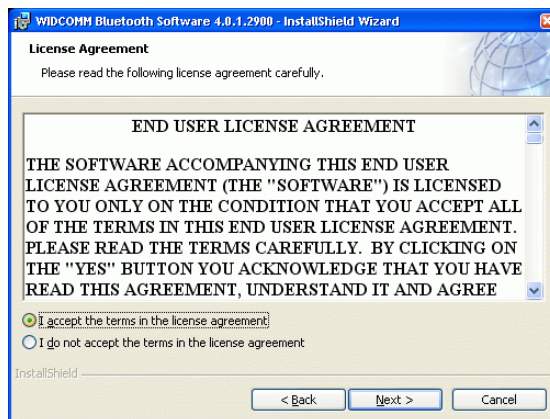 WIDCOMM Bluetooth Software 4.0.1.2900 - InstallShield Wizard
License Agreement
Please read the following license agreement carefully.
END USER LICENSE AGREEMENT
THE SOFTWARE ACCOMPANYING THIS END USER
LICENSE AGREEMENT (THE "SOFTWARE") IS LICENSED
TO YOU ONLY ON THE CONDITION THAT YOU ACCEPT ALL
OF THE TERMS IN THIS END USER LICENSE AGREEMENT.
PLEASE READ THE TERMS CAREFULLY.  BY CLICKING ON
THE "YES" BUTTON YOU ACKNOWLEDGE THAT YOU HAVE
READ THIS AGREEMENT, UNDERSTAND IT AND AGREE
I accept the terms in the license agreement
I do not accept the terms in the license agreement
InstallShield
< Back Next > Cancel